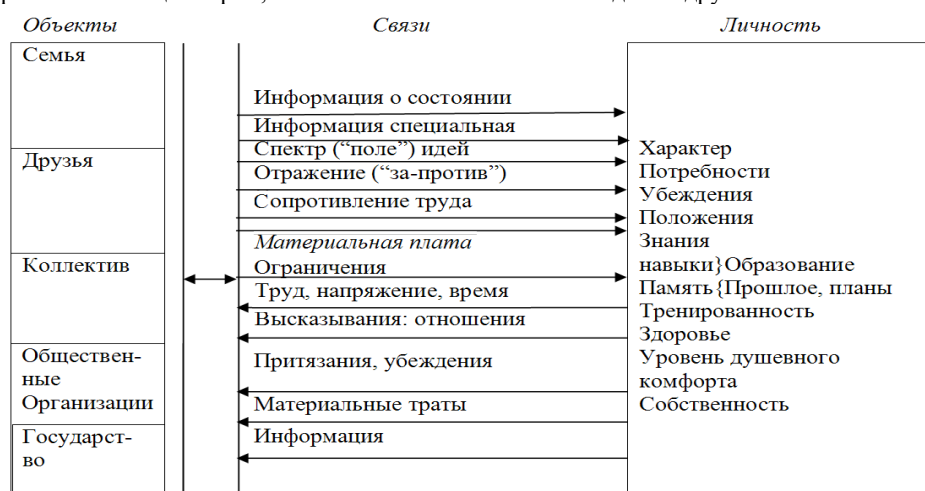 Объекты
Связи
Личность
Семья
Друзья
Коллектив
Обществен-
ные
Организации
Государст-
во
Информация о состоянии
Информация специальная
Спектр (“поле”) идей
Отражение (“за-против”)
Сопротивление труда
Материальная плата
Ограничения
Труд, напряжение, время
Высказывания: отношения
Притязания, убеждения
Материальные траты
Информация
Характер
Потребности
Убеждения
Положения
Знания
навыки}Образование
Память{Прошлое, планы
Тренированность
Здоровье
Уровень душевного
комфорта
Собственность